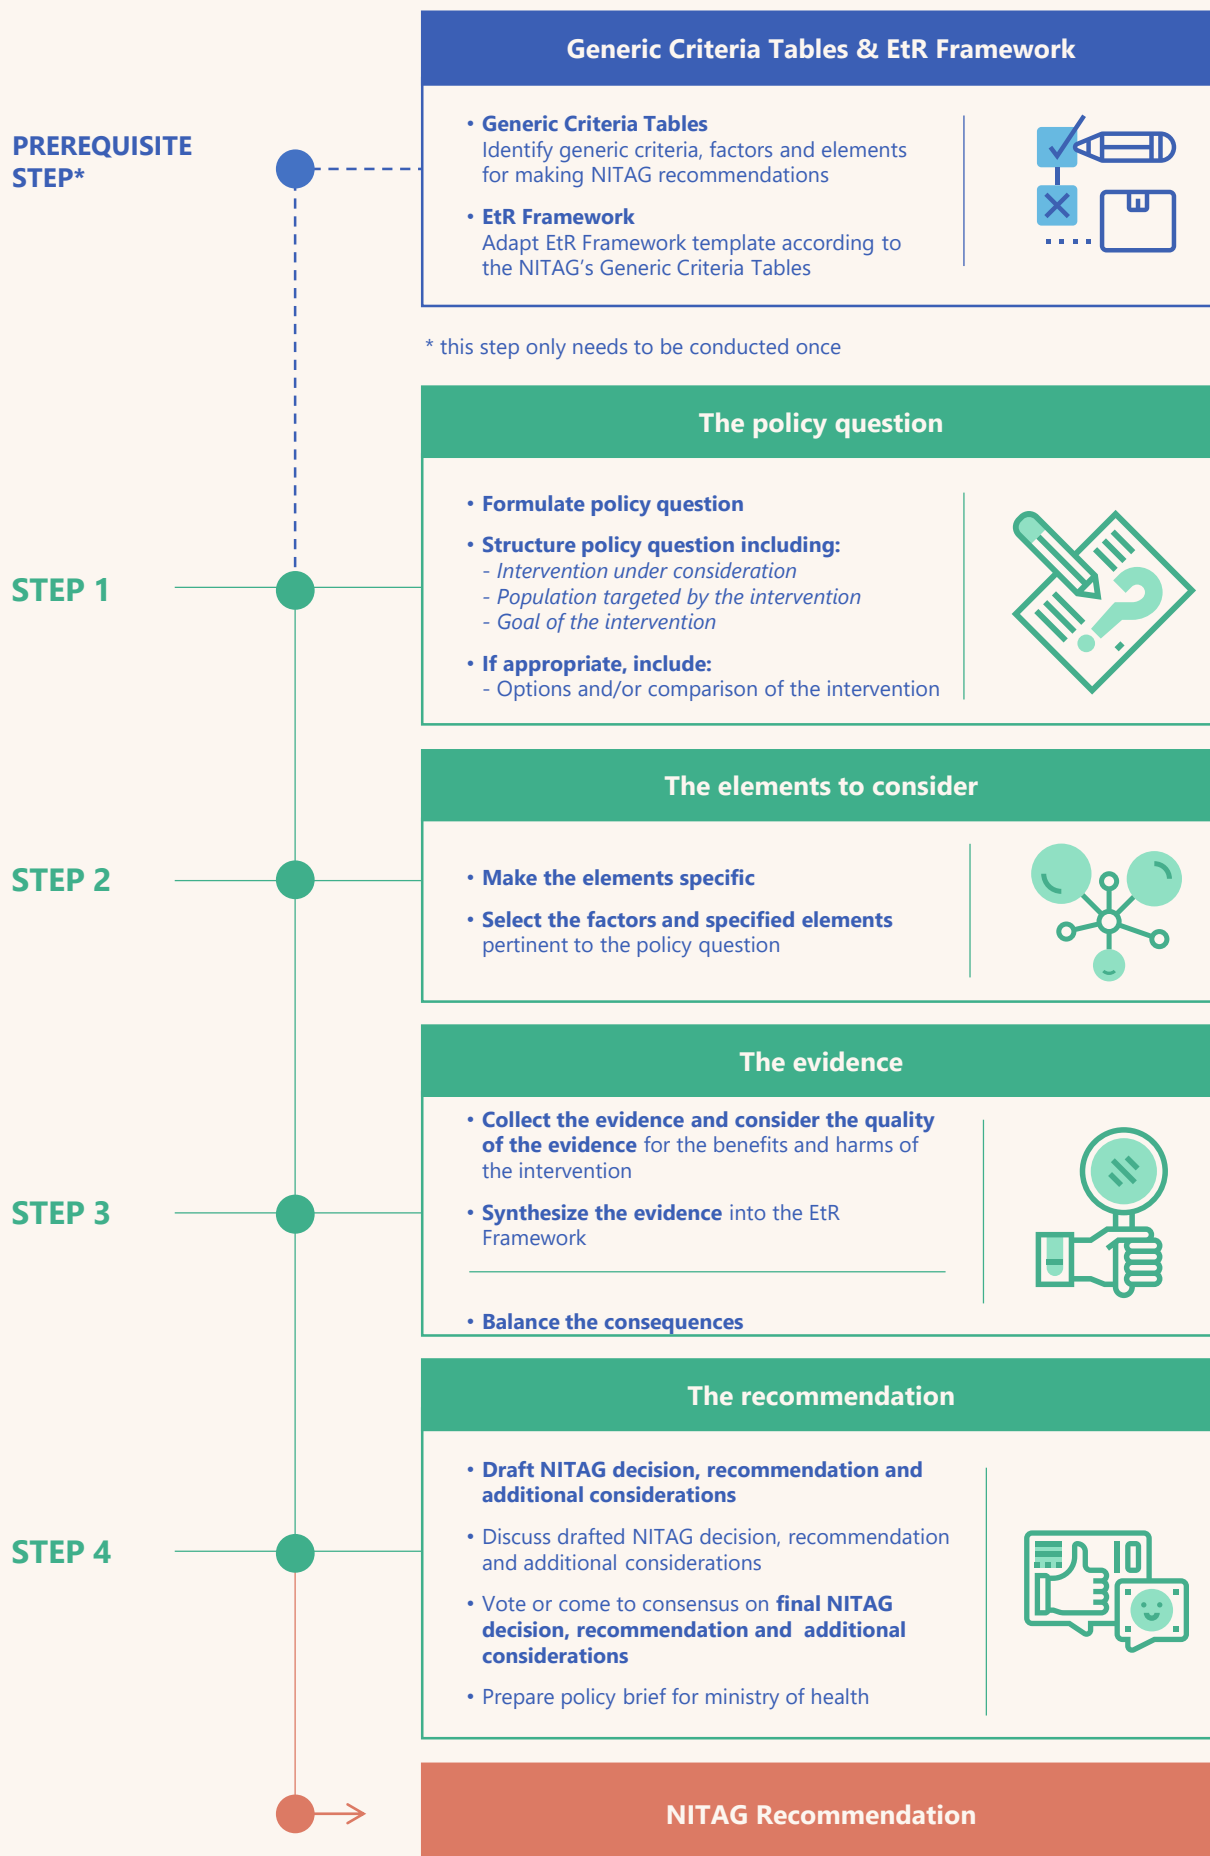 Generic Criteria Tables & EtR Framework
PREREQUISITE
STEP*
• Generic Criteria Tables
Identify generic criteria, factors and elements
for making NITAG recommendations
• EtR Framework
Adapt EtR Framework template according to
the NITAG's Generic Criteria Tables
* this step only needs to be conducted once
The policy question
STEP 1
• Formulate policy question
• Structure policy question including:
- Intervention under consideration
- Population targeted by the intervention
- Goal of the intervention
• If appropriate, include:
- Options and/or comparison of the intervention
The elements to consider
STEP 2
• Make the elements specific
• Select the factors and specified elements
pertinent to the policy question
The evidence
STEP 3
• Collect the evidence and consider the quality
of the evidence for the benefits and harms of
the intervention
• Synthesize the evidence into the EtR
Framework
• Balance the consequences
The recommendation
STEP 4
• Draft NITAG decision, recommendation and
additional considerations
• Discuss drafted NITAG decision, recommendation
and additional considerations
• Vote or come to consensus on final NITAG
decision, recommendation and additional
considerations
• Prepare policy brief for ministry of health
NITAG Recommendation